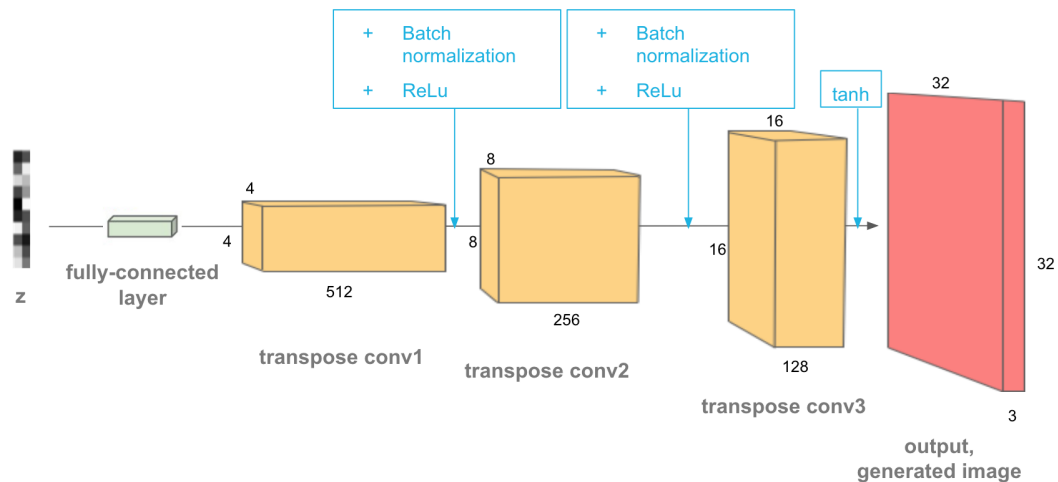 + Batch
normalization
+ ReLu
+ Batch
normalization
+ ReLu
tanh
z
fully-connected
layer
4
4
512
transpose conv1
8
8
256
transpose conv2
16
16
128
transpose conv3
32
32
3
output,
generated image